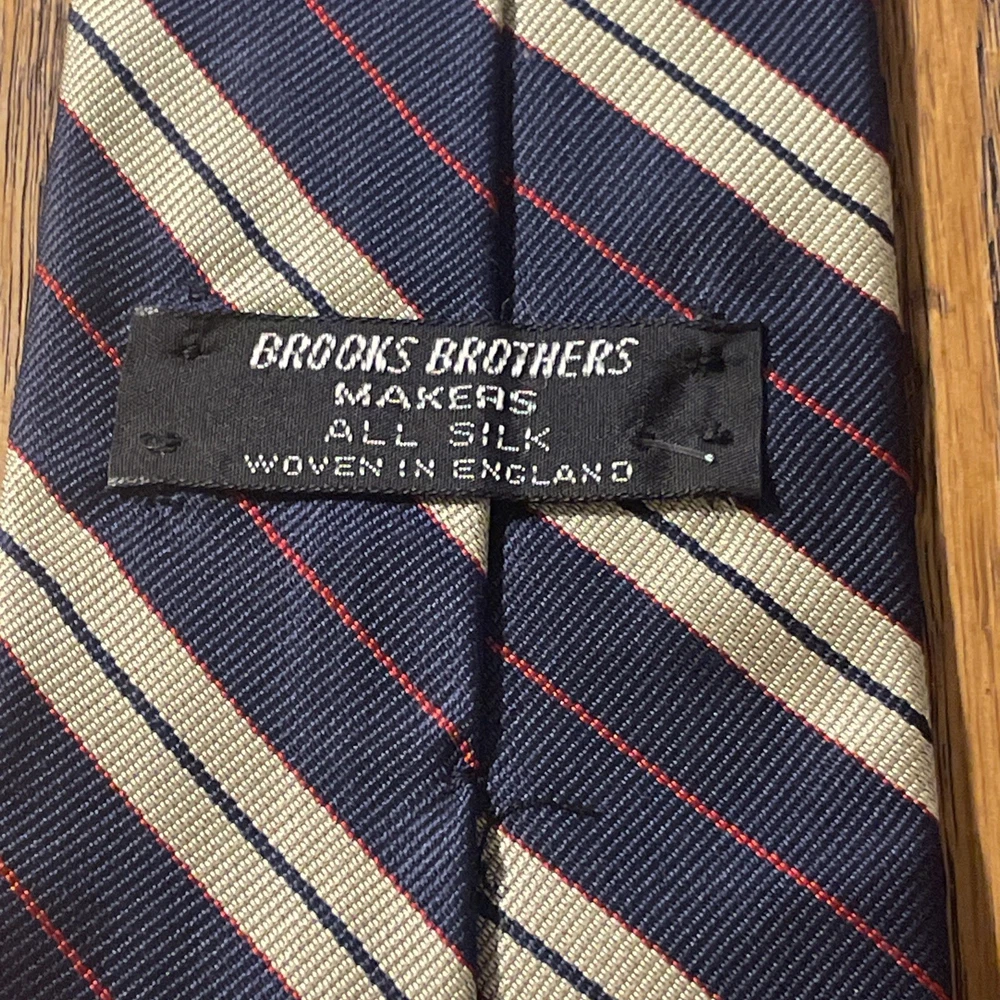 BROOKS BROTHERS
MAKERS
ALL SILK
WOVEN IN ENGLAND